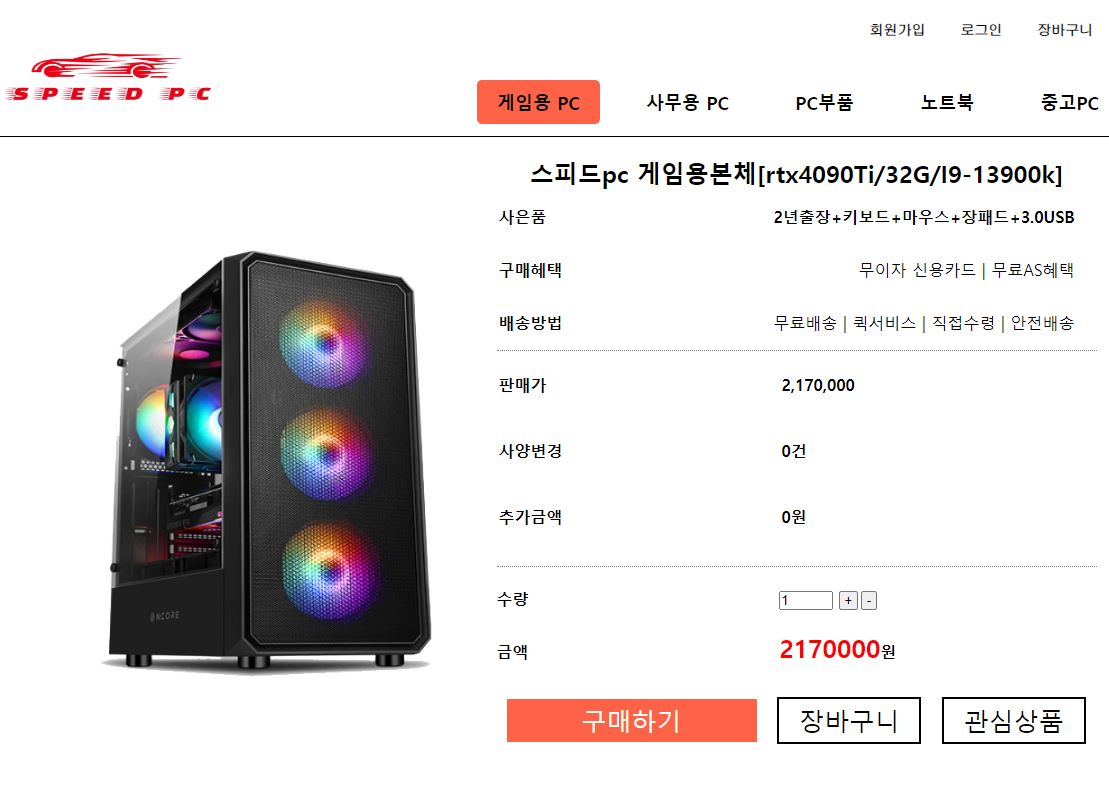 회원가입 로그인 장바구니
SPEED PC
게임용 PC 사무용 PC PC부품 노트북 중고PC
스피드pc 게임용본체[rtx4090Ti/32G/I9-13900k]
사은품 2년출장+키보드+마우스+장패드+3.0USB
구매혜택 무이자 신용카드 | 무료AS혜택
배송방법 무료배송 | 퀵서비스 | 직접수령 | 안전배송
판매가 2,170,000
사양변경 0건
추가금액 0원
수량 1 + -
금액 2170000원
NCORE
구매하기 장바구니 관심상품